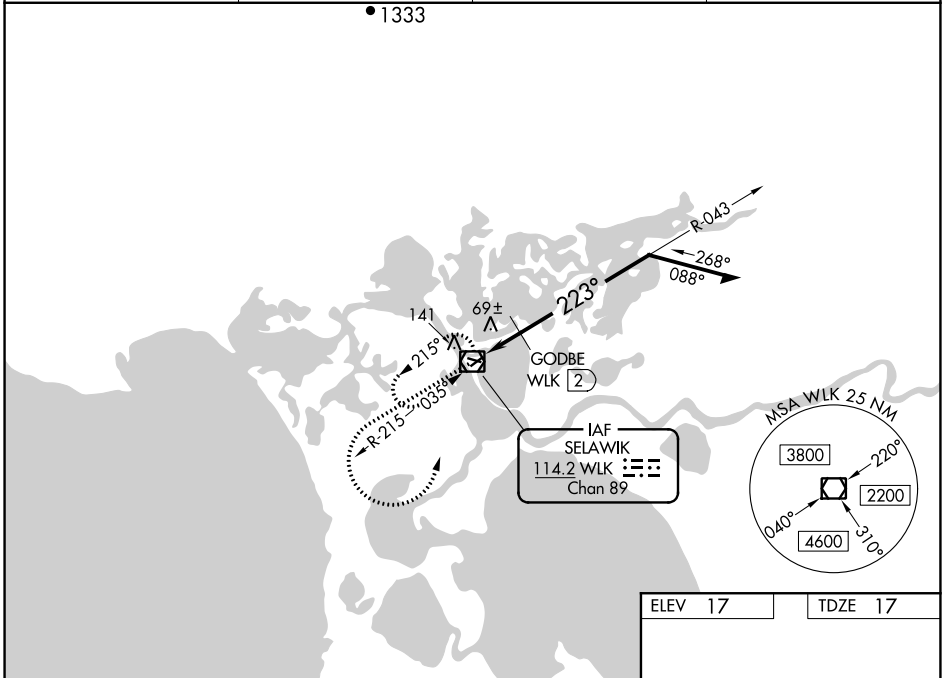 1333
R-043
268°
088°
223°
69±
141
215°
GODBE
WLK 2
035°
R-215
MSA WLK 25 NM
IAF
SELAWIK
114.2 WLK
Chan 89
3800
220°
2200
040°
4600
310°
ELEV 17
TDZE 17